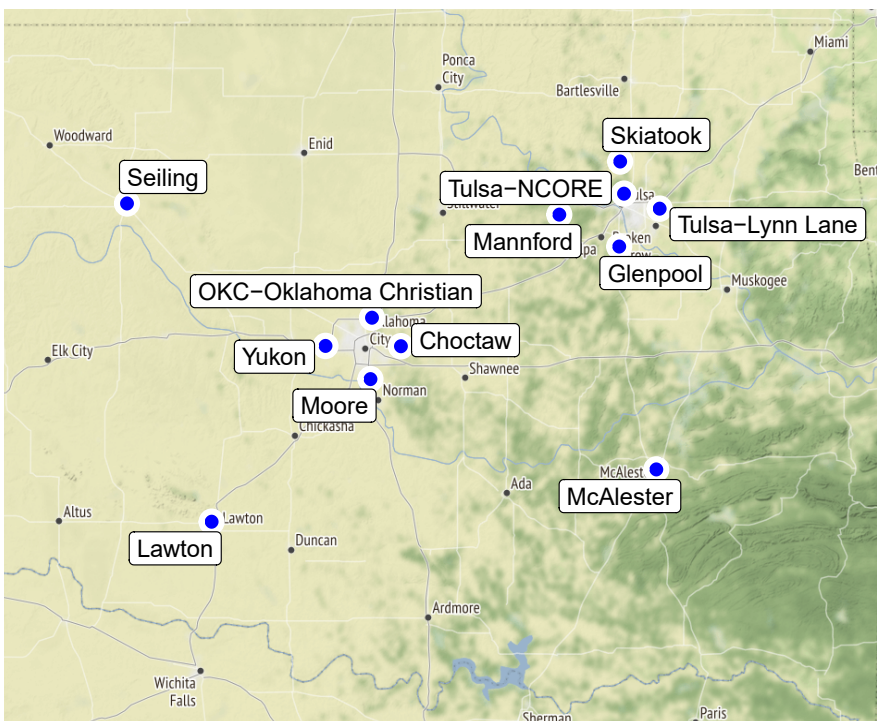 Miami
Ponca
City
Bartlesville
Woodward
Enid
Skiatook
Seiling
Tulsa−NCORE
Tulsa−Lynn Lane
Mannford
Glenpool
Muskogee
OKC−Oklahoma Christian
City
Choctaw
Yukon
Elk City
Shawnee
Moore
Norman
Chickasha
McAlester
Ada
Altus
Lawton
Lawton
Duncan
Ardmore
Wichita
Falls
Sherman
Paris